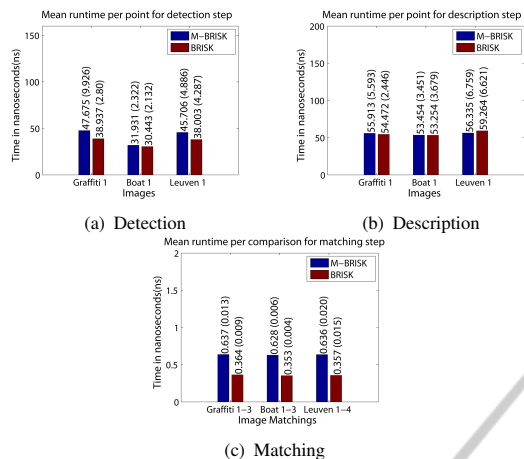 Mean runtime per point for detection step
150
100
50
0
Time in nanoseconds(ns)
M−BRISK
BRISK
47.675 (9.926)
38.937 (2.80)
31.931 (2.322)
30.443 (2.132)
45.706 (4.886)
38.003 (4.287)
Graffiti 1 Boat 1 Leuven 1
Images
(a) Detection
Mean runtime per point for description step
200
150
100
50
0
Time in nanoseconds(ns)
M−BRISK
BRISK
55.913 (5.593)
54.472 (2.446)
53.454 (3.451)
53.254 (3.679)
56.335 (6.759)
59.264 (6.621)
Graffiti 1 Boat 1 Leuven 1
Images
(b) Description
Mean runtime per comparison for matching step
2
1.5
1
0.5
0
Time in nanoseconds(ns)
M−BRISK
BRISK
0.637 (0.013)
0.364 (0.009)
0.628 (0.006)
0.353 (0.004)
0.636 (0.020)
0.357 (0.015)
Graffiti 1−3 Boat 1−3 Leuven 1−4
Image Matchings
(c) Matching